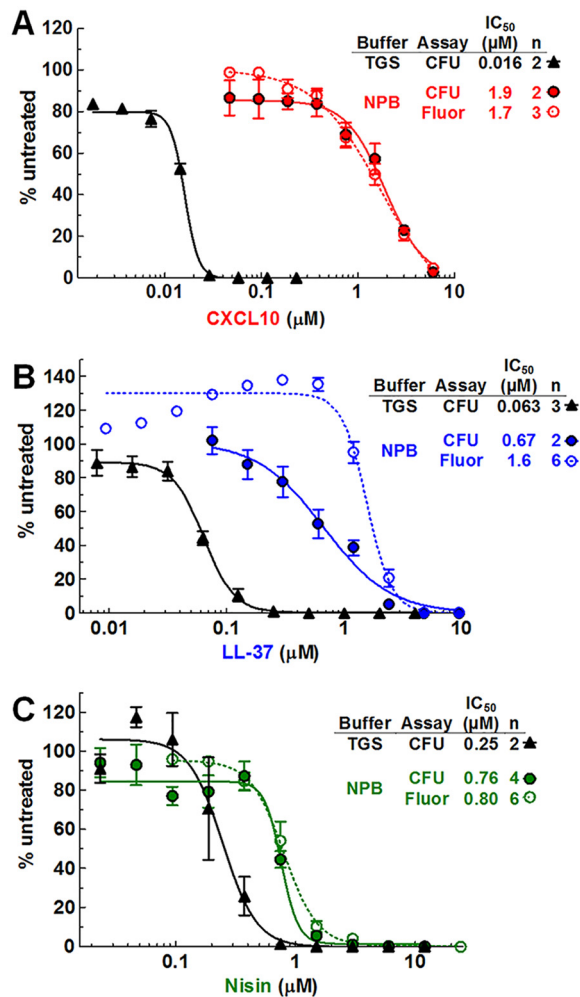 A
IC50
(µM)
Buffer Assay n
TGS CFU 0.016 2
NPB CFU 1.9 2
Fluor 1.7 3
% untreated
120
100
80
60
40
20
0
0.01 0.1 1 10
CXCL10 (µM)
B
IC50
(µM)
Buffer Assay n
TGS CFU 0.063 3
NPB CFU 0.67 2
Fluor 1.6 6
% untreated
140
120
100
80
60
40
20
0
0.01 0.1 1 10
LL-37 (µM)
C
IC50
(µM)
Buffer Assay n
TGS CFU 0.25 2
NPB CFU 0.76 4
Fluor 0.80 6
% untreated
120
100
80
60
40
20
0
0.1 1 10
Nisin (µM)